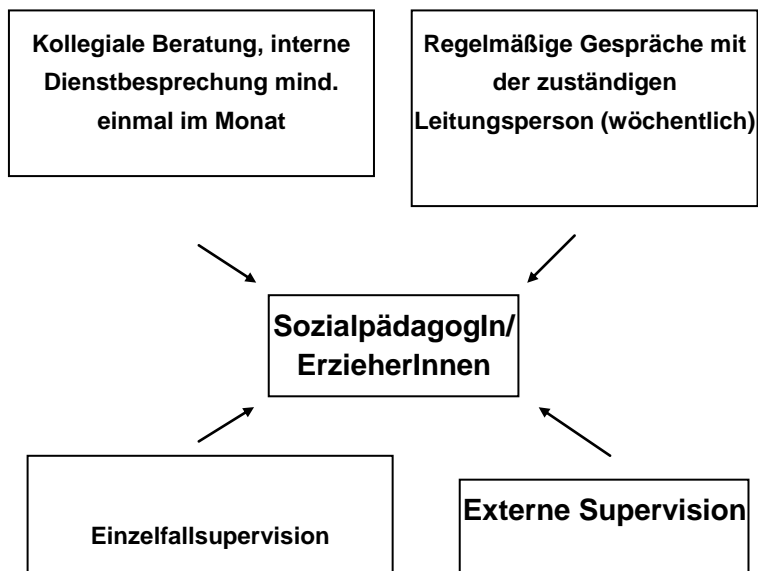 Kollegiale Beratung, interne
Dienstbesprechung mind.
einmal im Monat
Regelmäßige Gespräche mit
der zuständigen
Leitungsperson (wöchentlich)
SozialpädagogIn/
ErzieherInnen
Einzelfallsupervision
Externe Supervision